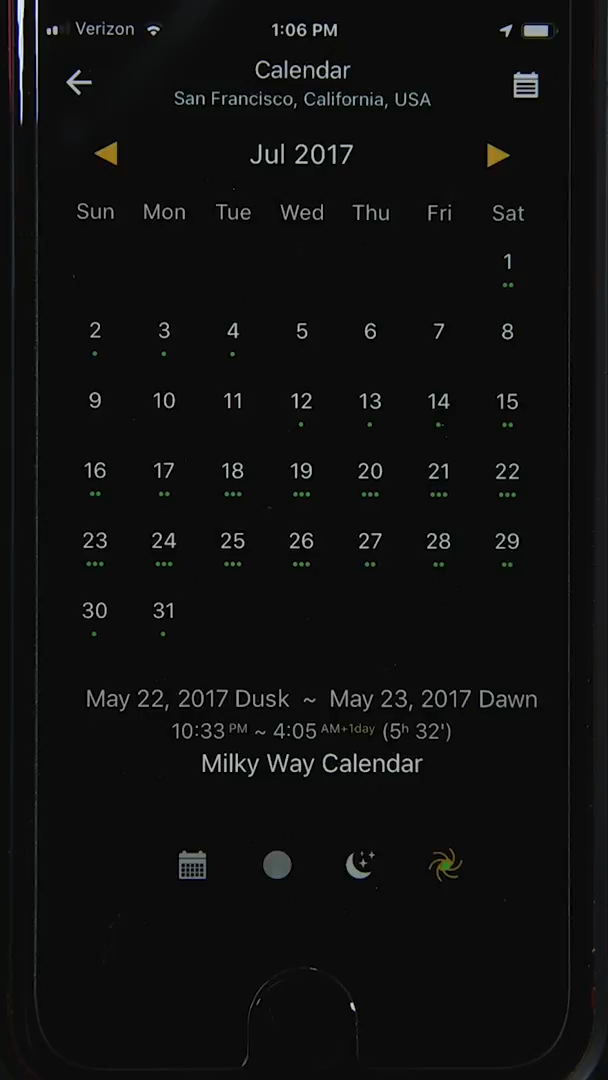 Verizon 1:06 PM
Calendar
San Francisco, California, USA
Jul 2017
Sun Mon Tue Wed Thu Fri Sat
1
2 3 4 5 6 7 8
9 10 11 12 13 14 15
16 17 18 19 20 21 22
23 24 25 26 27 28 29
30 31
May 22, 2017 Dusk ~ May 23, 2017 Dawn
10:33 PM ~ 4:05 AM+1day (5h 32')
Milky Way Calendar